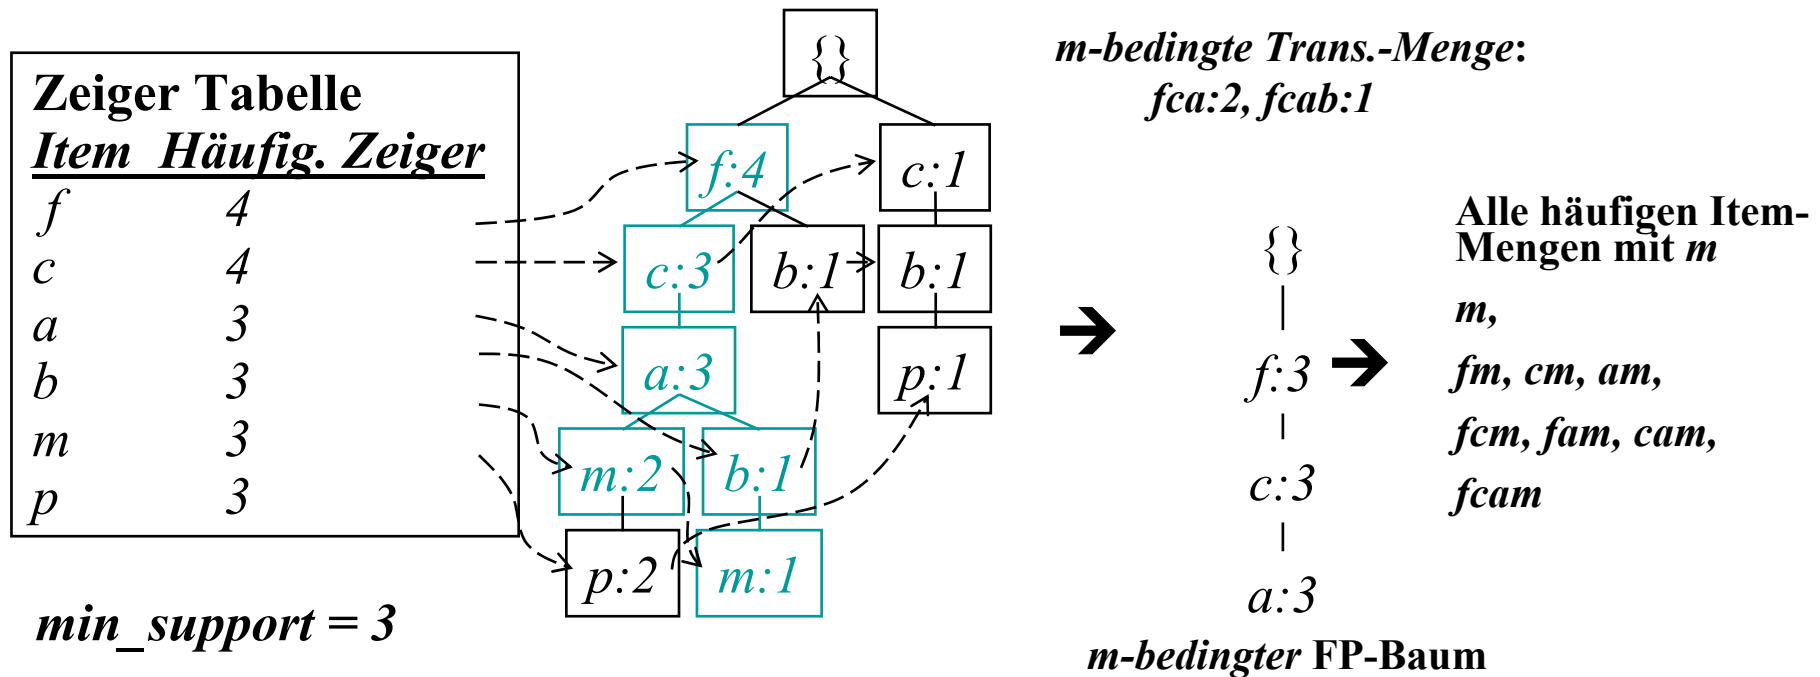 Zeiger Tabelle
Item Häufig. Zeiger
f 4
c 4
a 3
b 3
m 3
p 3
min_support = 3
{}
f:4 c:1
c:3 b:1 b:1
a:3 p:1
m:2 b:1
p:2 m:1
m-bedingte Trans.-Menge:
fca:2, fcab:1
{}
f:3
c:3
a:3
m-bedingter FP-Baum
Alle häufigen Item-
Mengen mit m
m,
fm, cm, am,
fcm, fam, cam,
fcam